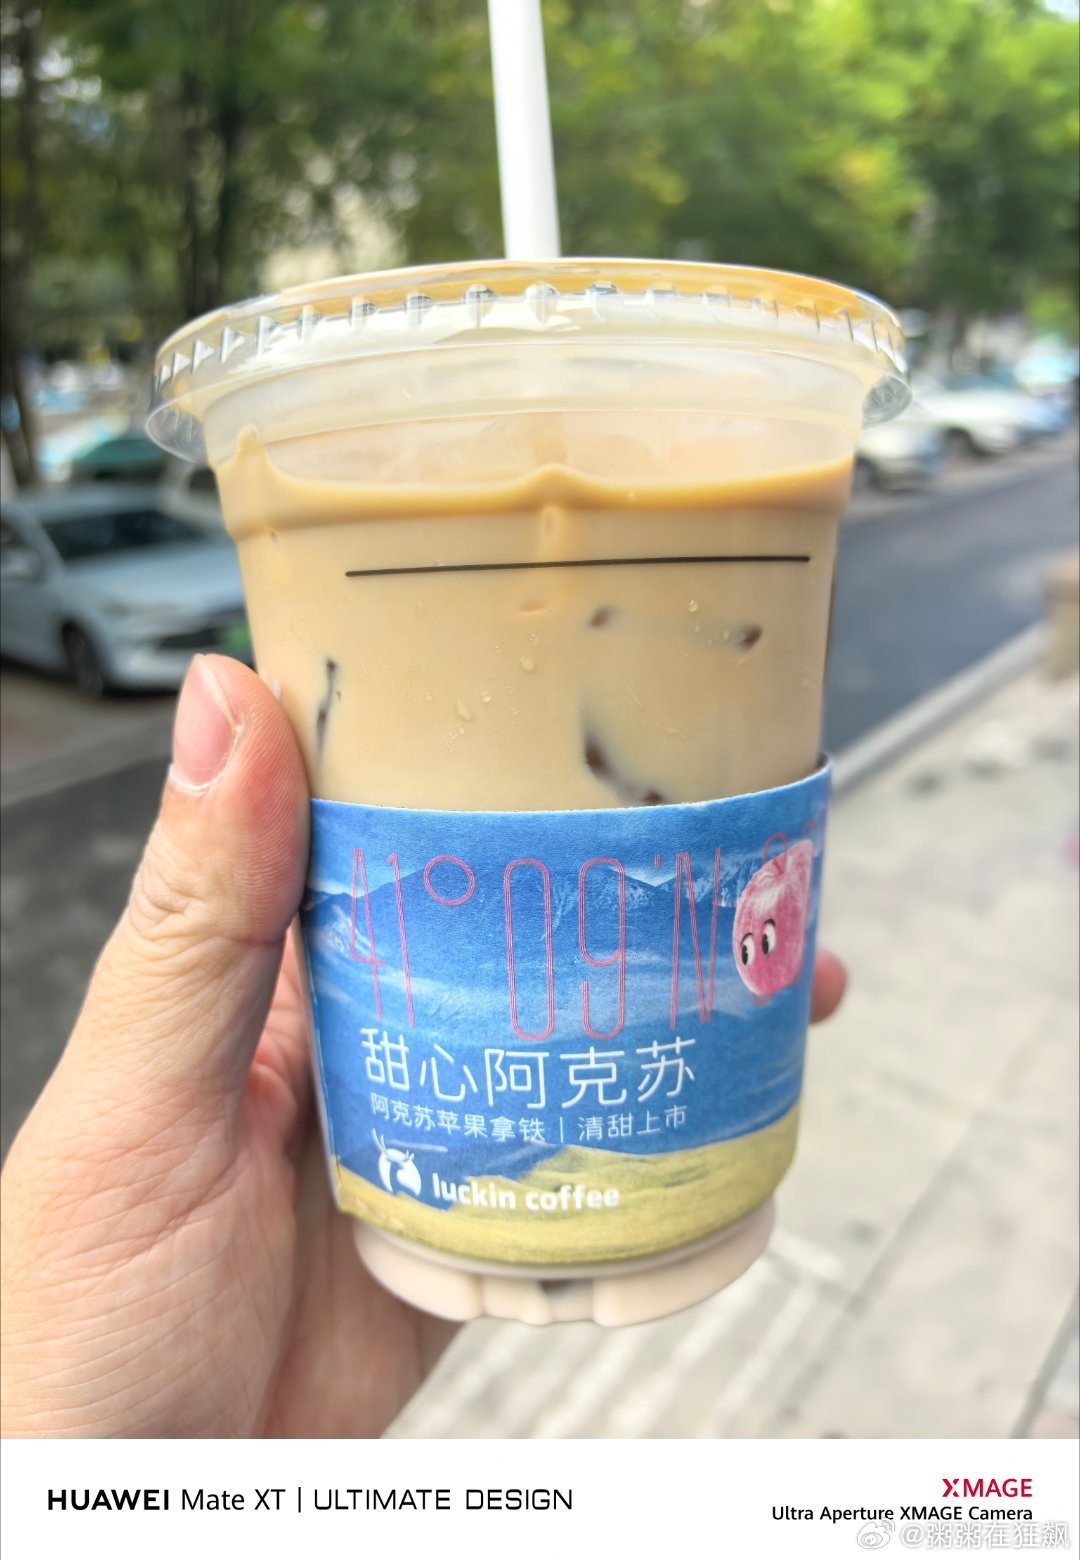 41°09'N
甜心阿克苏
阿克苏苹果拿铁 | 清甜上市
luckin coffee
HUAWEI Mate XT | ULTIMATE DESIGN
XMAGE
Ultra Aperture XMAGE Camera
@粥粥在狂飙